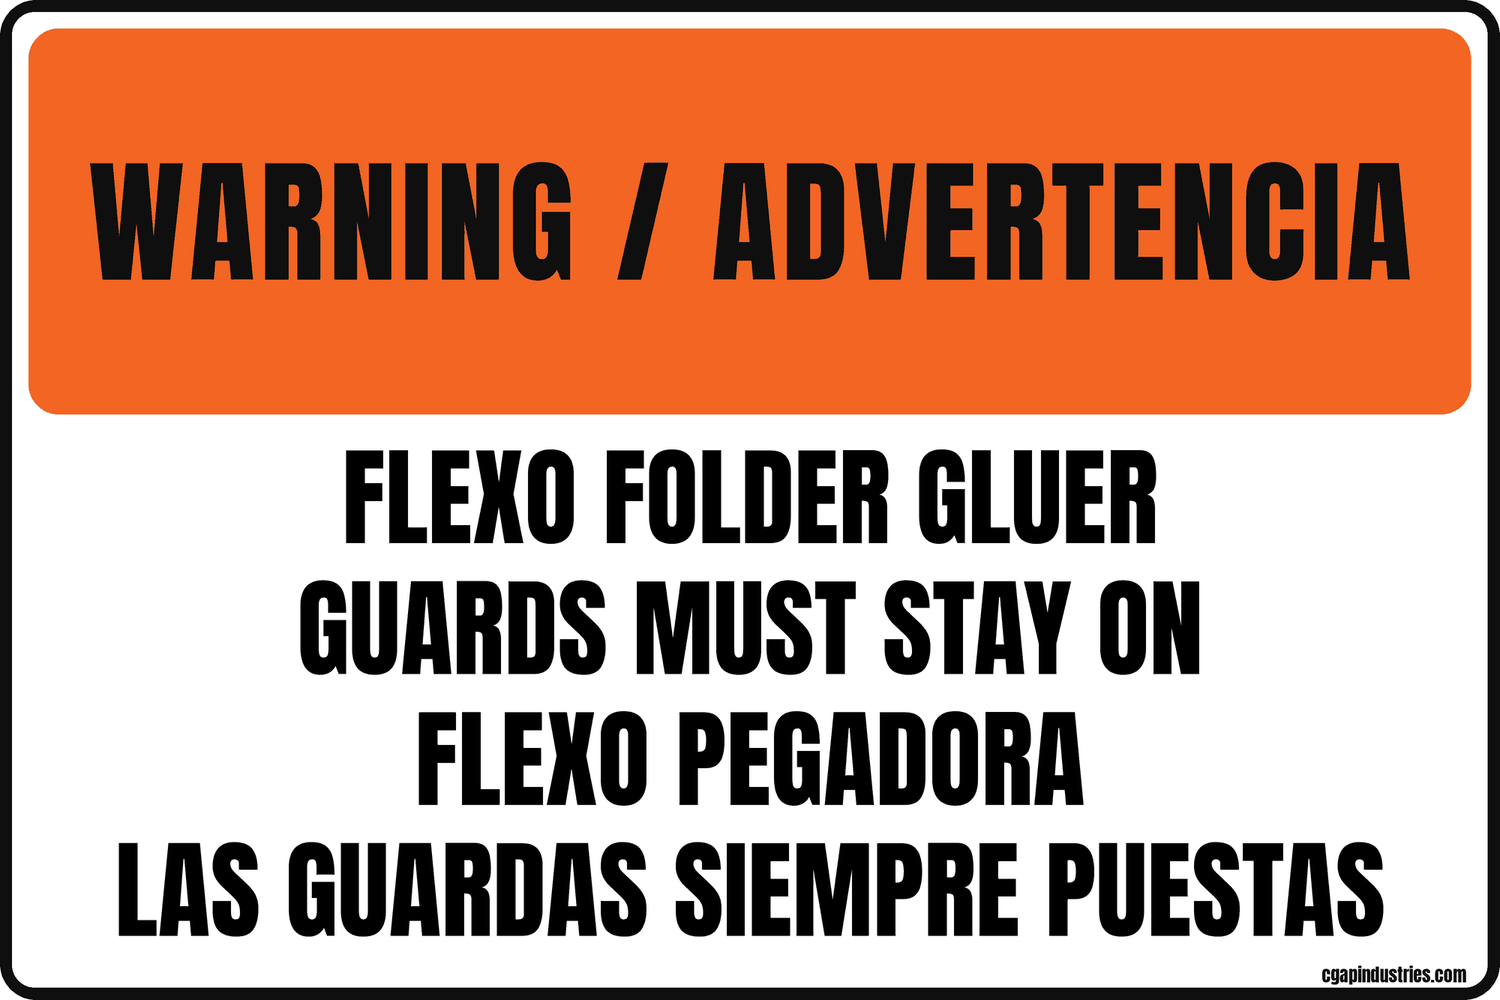 WARNING / ADVERTENCIA
FLEXO FOLDER GLUER
GUARDS MUST STAY ON
FLEXO PEGADORA
LAS GUARDAS SIEMPRE PUESTAS
cgapindustries.com